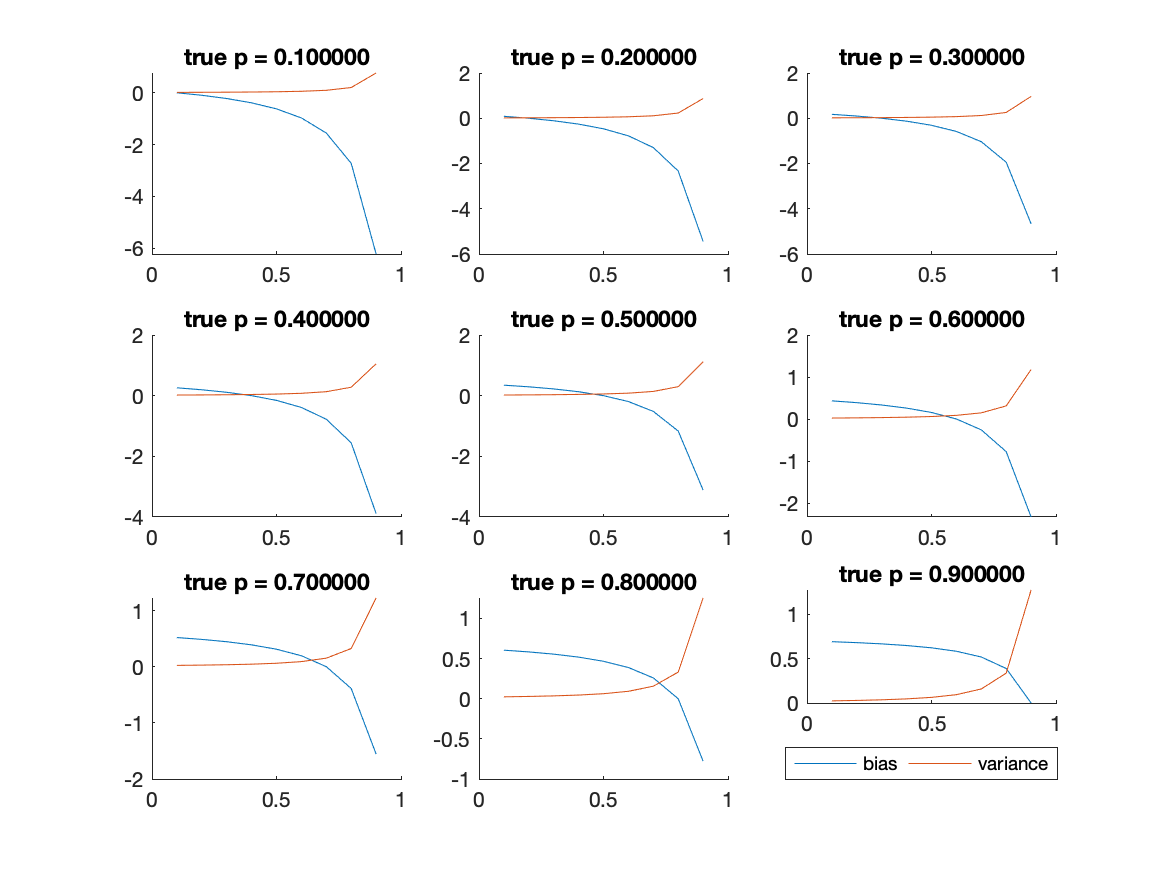 true p = 0.100000
0
-2
-4
-6
0 0.5 1
true p = 0.200000
2
0
-2
-4
-6
0 0.5 1
true p = 0.300000
2
0
-2
-4
-6
0 0.5 1
true p = 0.400000
2
0
-2
-4
0 0.5 1
true p = 0.500000
2
0
-2
-4
0 0.5 1
true p = 0.600000
2
1
0
-1
-2
0 0.5 1
true p = 0.700000
1
0
-1
-2
0 0.5 1
true p = 0.800000
1
0.5
0
-0.5
-1
0 0.5 1
true p = 0.900000
1
0.5
0
0 0.5 1
bias variance